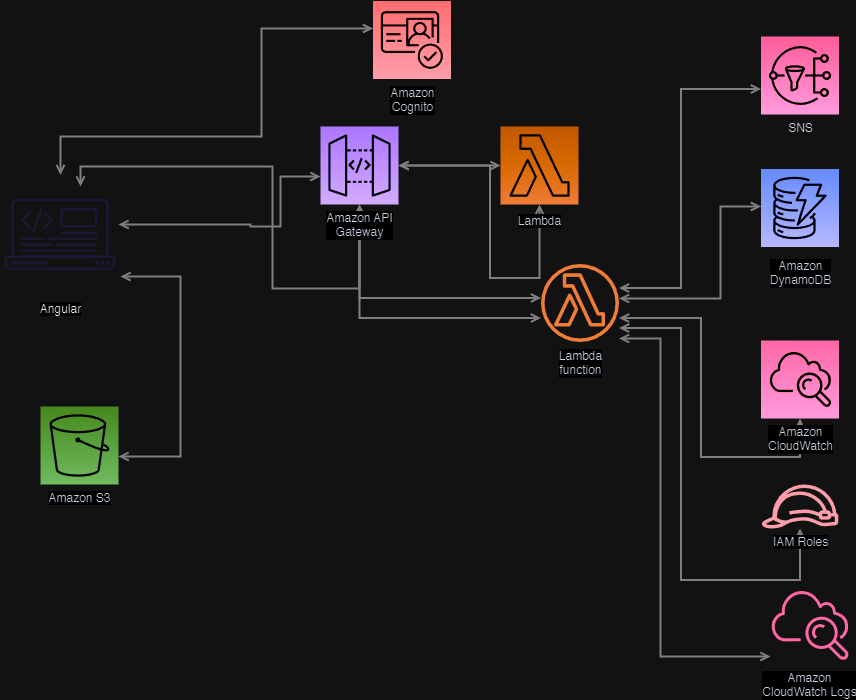 Amazon
Cognito
SNS
Amazon API
Gateway
Lambda
Amazon
DynamoDB
Angular
Lambda
function
Amazon
CloudWatch
Amazon S3
IAM Roles
Amazon
CloudWatch Logs